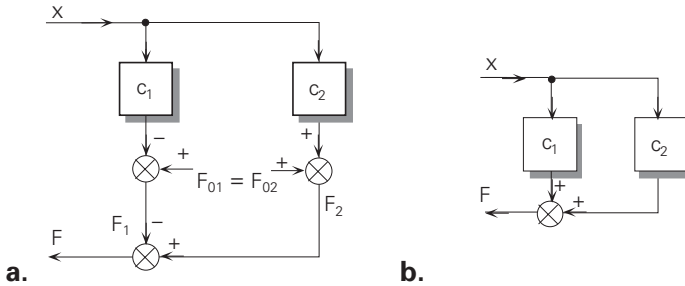 x
c1
c2
− +
+ +
F01 = F02
F1
F2
− +
F
a.
x
c1
c2
+ +
F
b.